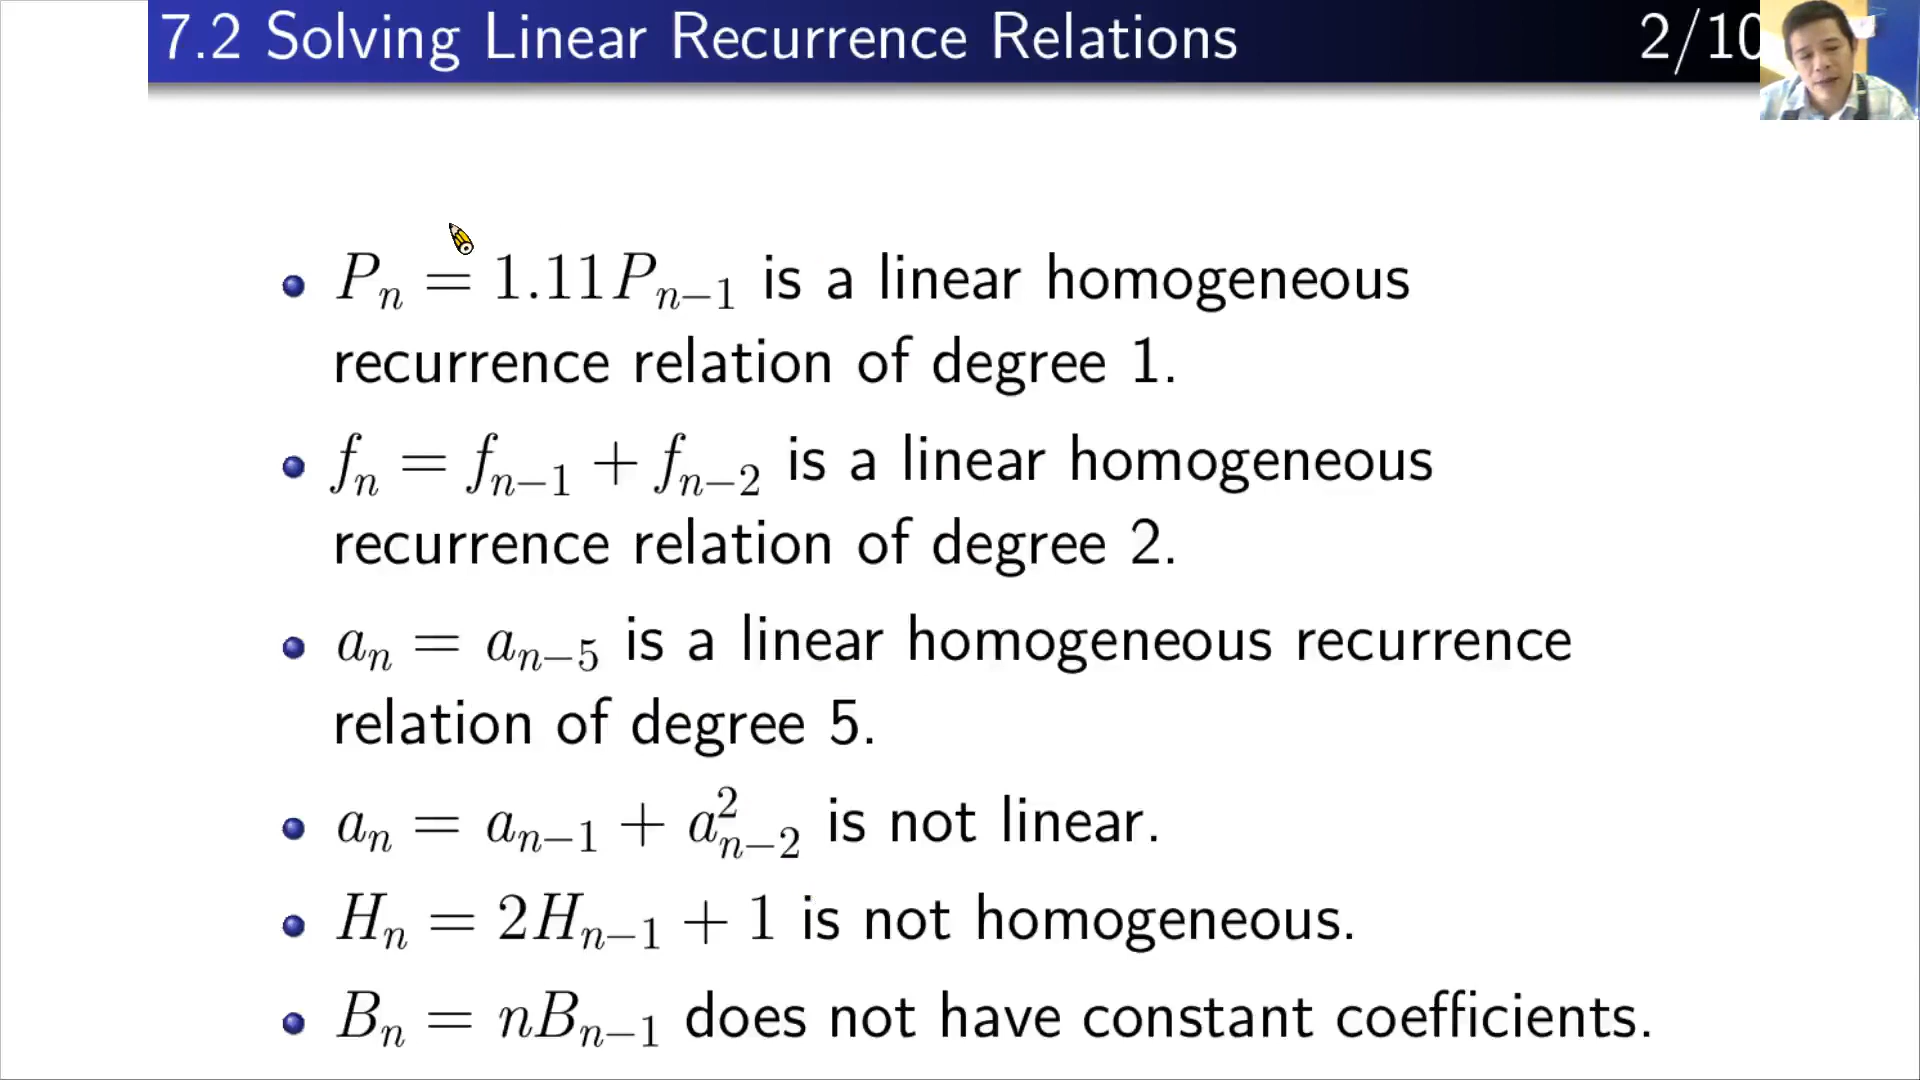 7.2 Solving Linear Recurrence Relations 2/10
• Pₙ = 1.11Pₙ₋₁ is a linear homogeneous
recurrence relation of degree 1.
• fₙ = fₙ₋₁ + fₙ₋₂ is a linear homogeneous
recurrence relation of degree 2.
• aₙ = aₙ₋₅ is a linear homogeneous recurrence
relation of degree 5.
• aₙ = aₙ₋₁ + a²ₙ₋₂ is not linear.
• Hₙ = 2Hₙ₋₁ + 1 is not homogeneous.
• Bₙ = nBₙ₋₁ does not have constant coefficients.